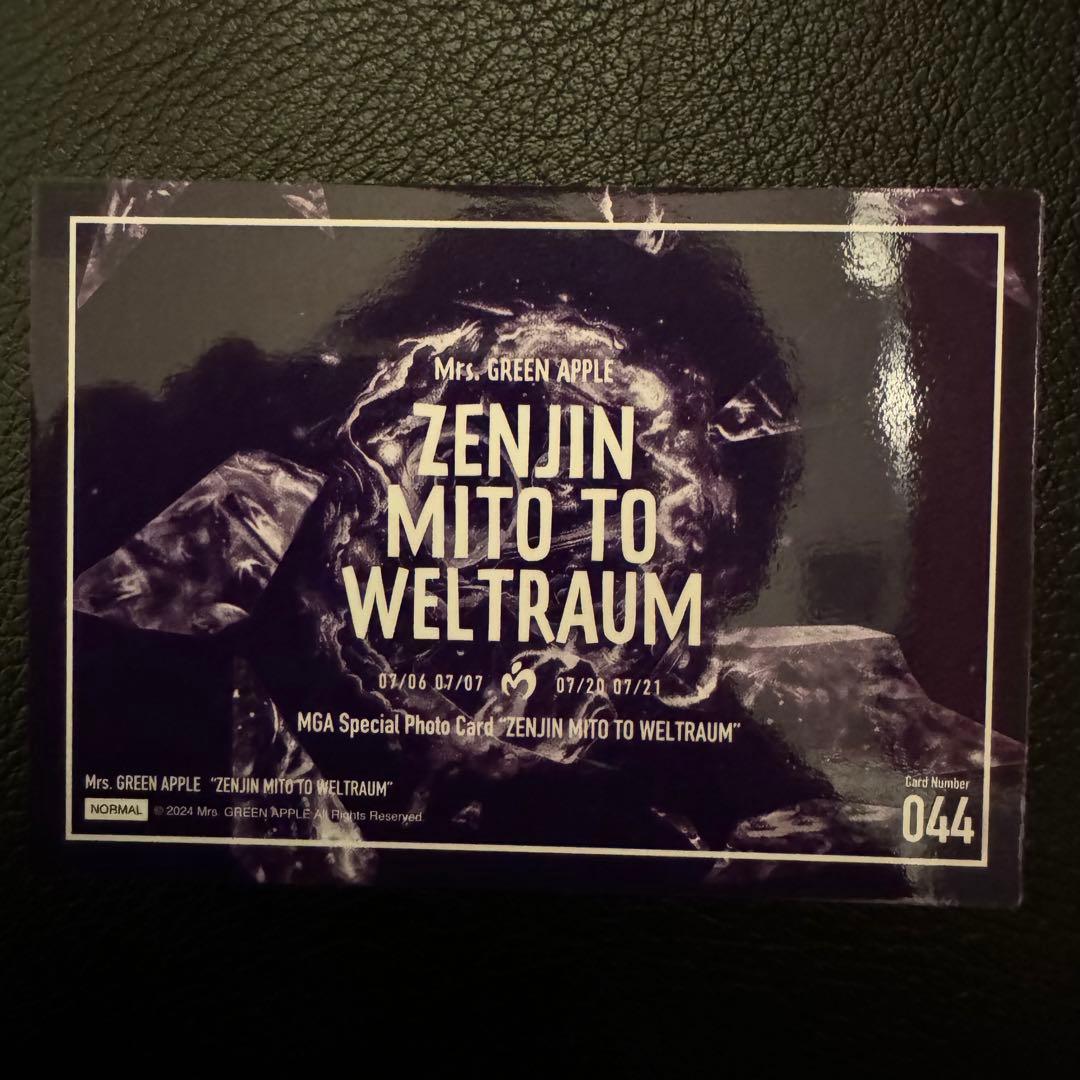 Mrs. GREEN APPLE
ZENJIN
MITO TO
WELTRAUM
07/06 07/07 07/20 07/21
MGA Special Photo Card "ZENJIN MITO TO WELTRAUM"
Mrs. GREEN APPLE "ZENJIN MITO TO WELTRAUM"
NORMAL © 2024 Mrs. GREEN APPLE All Rights Reserved.
Card Number
044